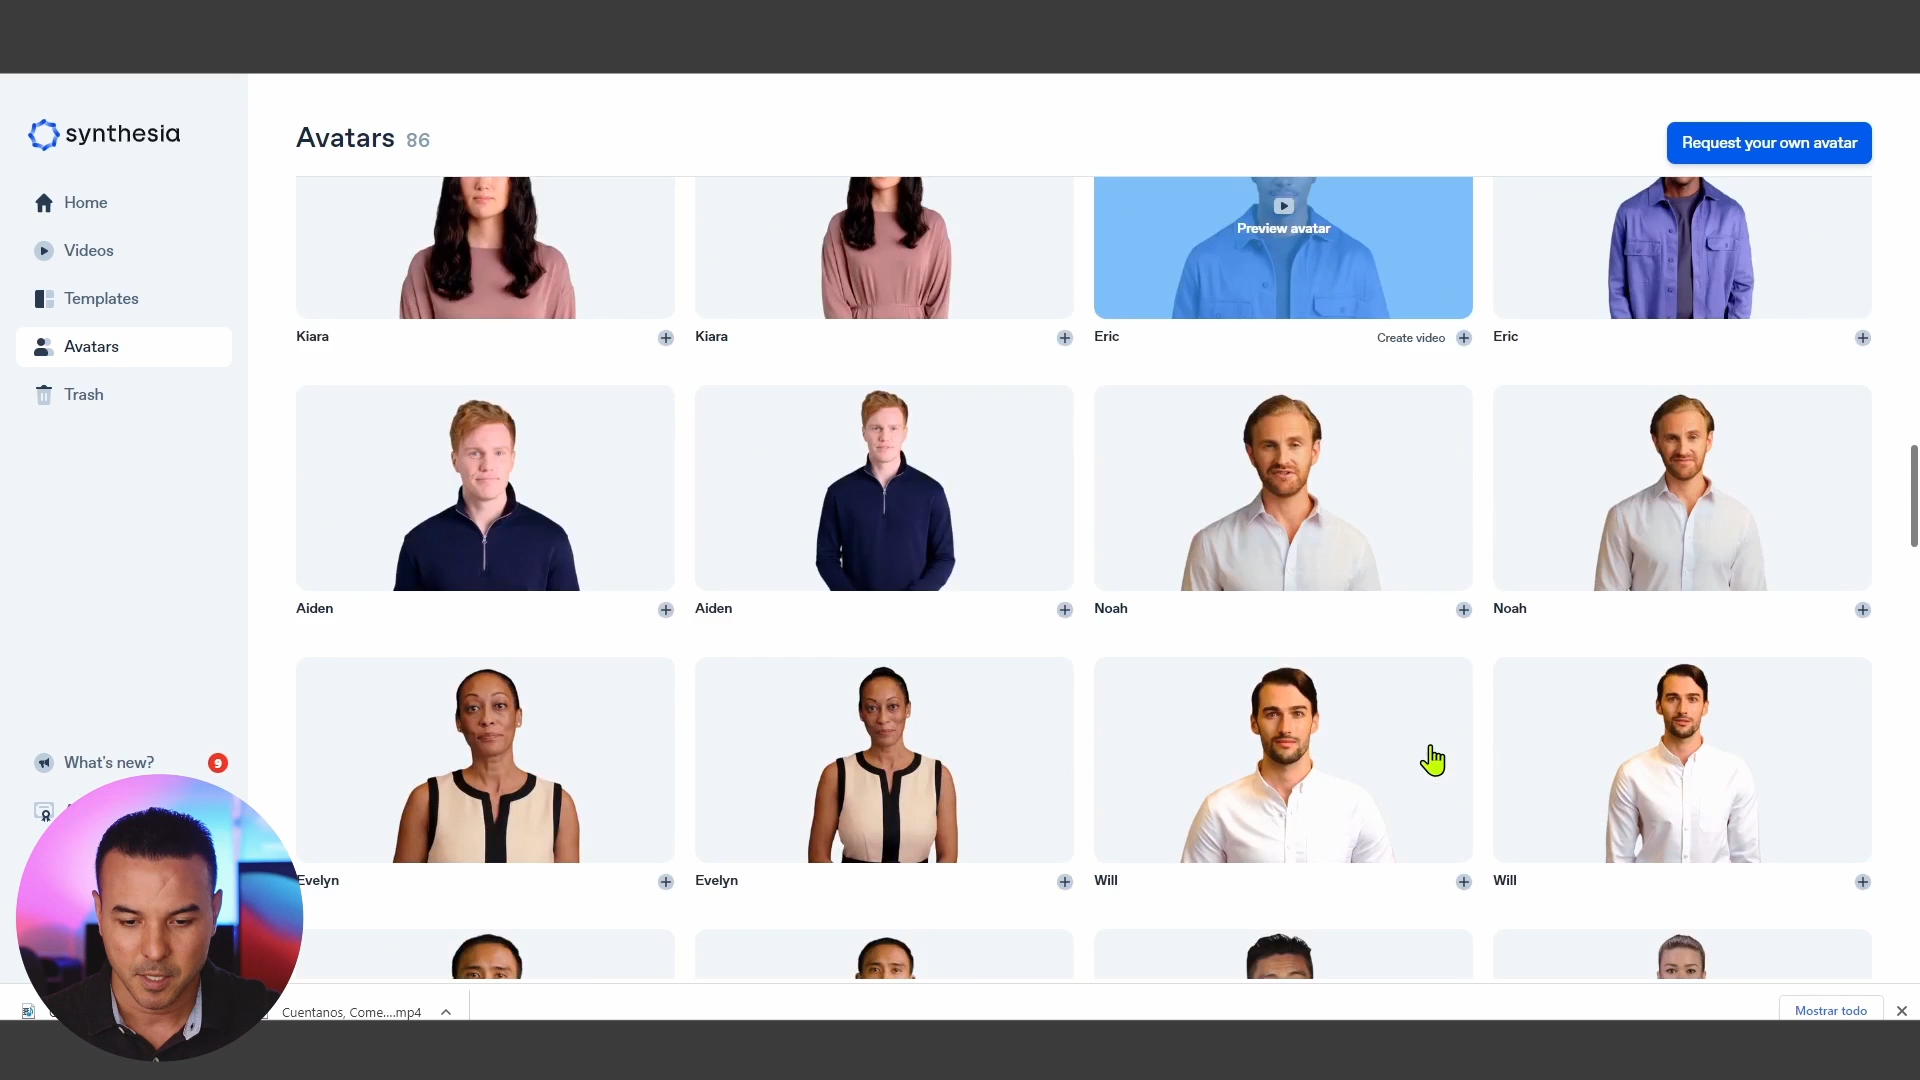 synthesia
Home
Videos
Templates
Avatars
Trash
What's new?
9
Avatars 86
Request your own avatar
Preview avatar
Kiara
Kiara
Eric
Create video
Eric
Aiden
Aiden
Noah
Noah
Evelyn
Evelyn
Will
Will
Cuentanos, Come....mp4
Mostrar todo